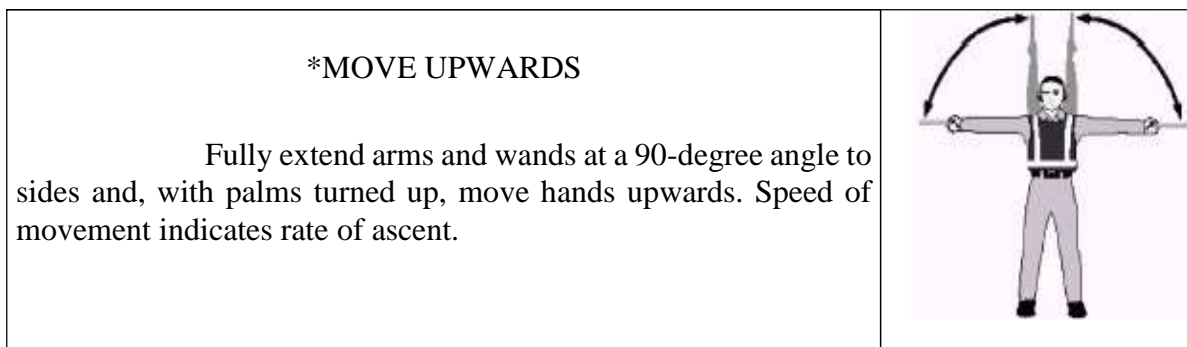 *MOVE UPWARDS
Fully extend arms and wands at a 90-degree angle to
sides and, with palms turned up, move hands upwards. Speed of
movement indicates rate of ascent.